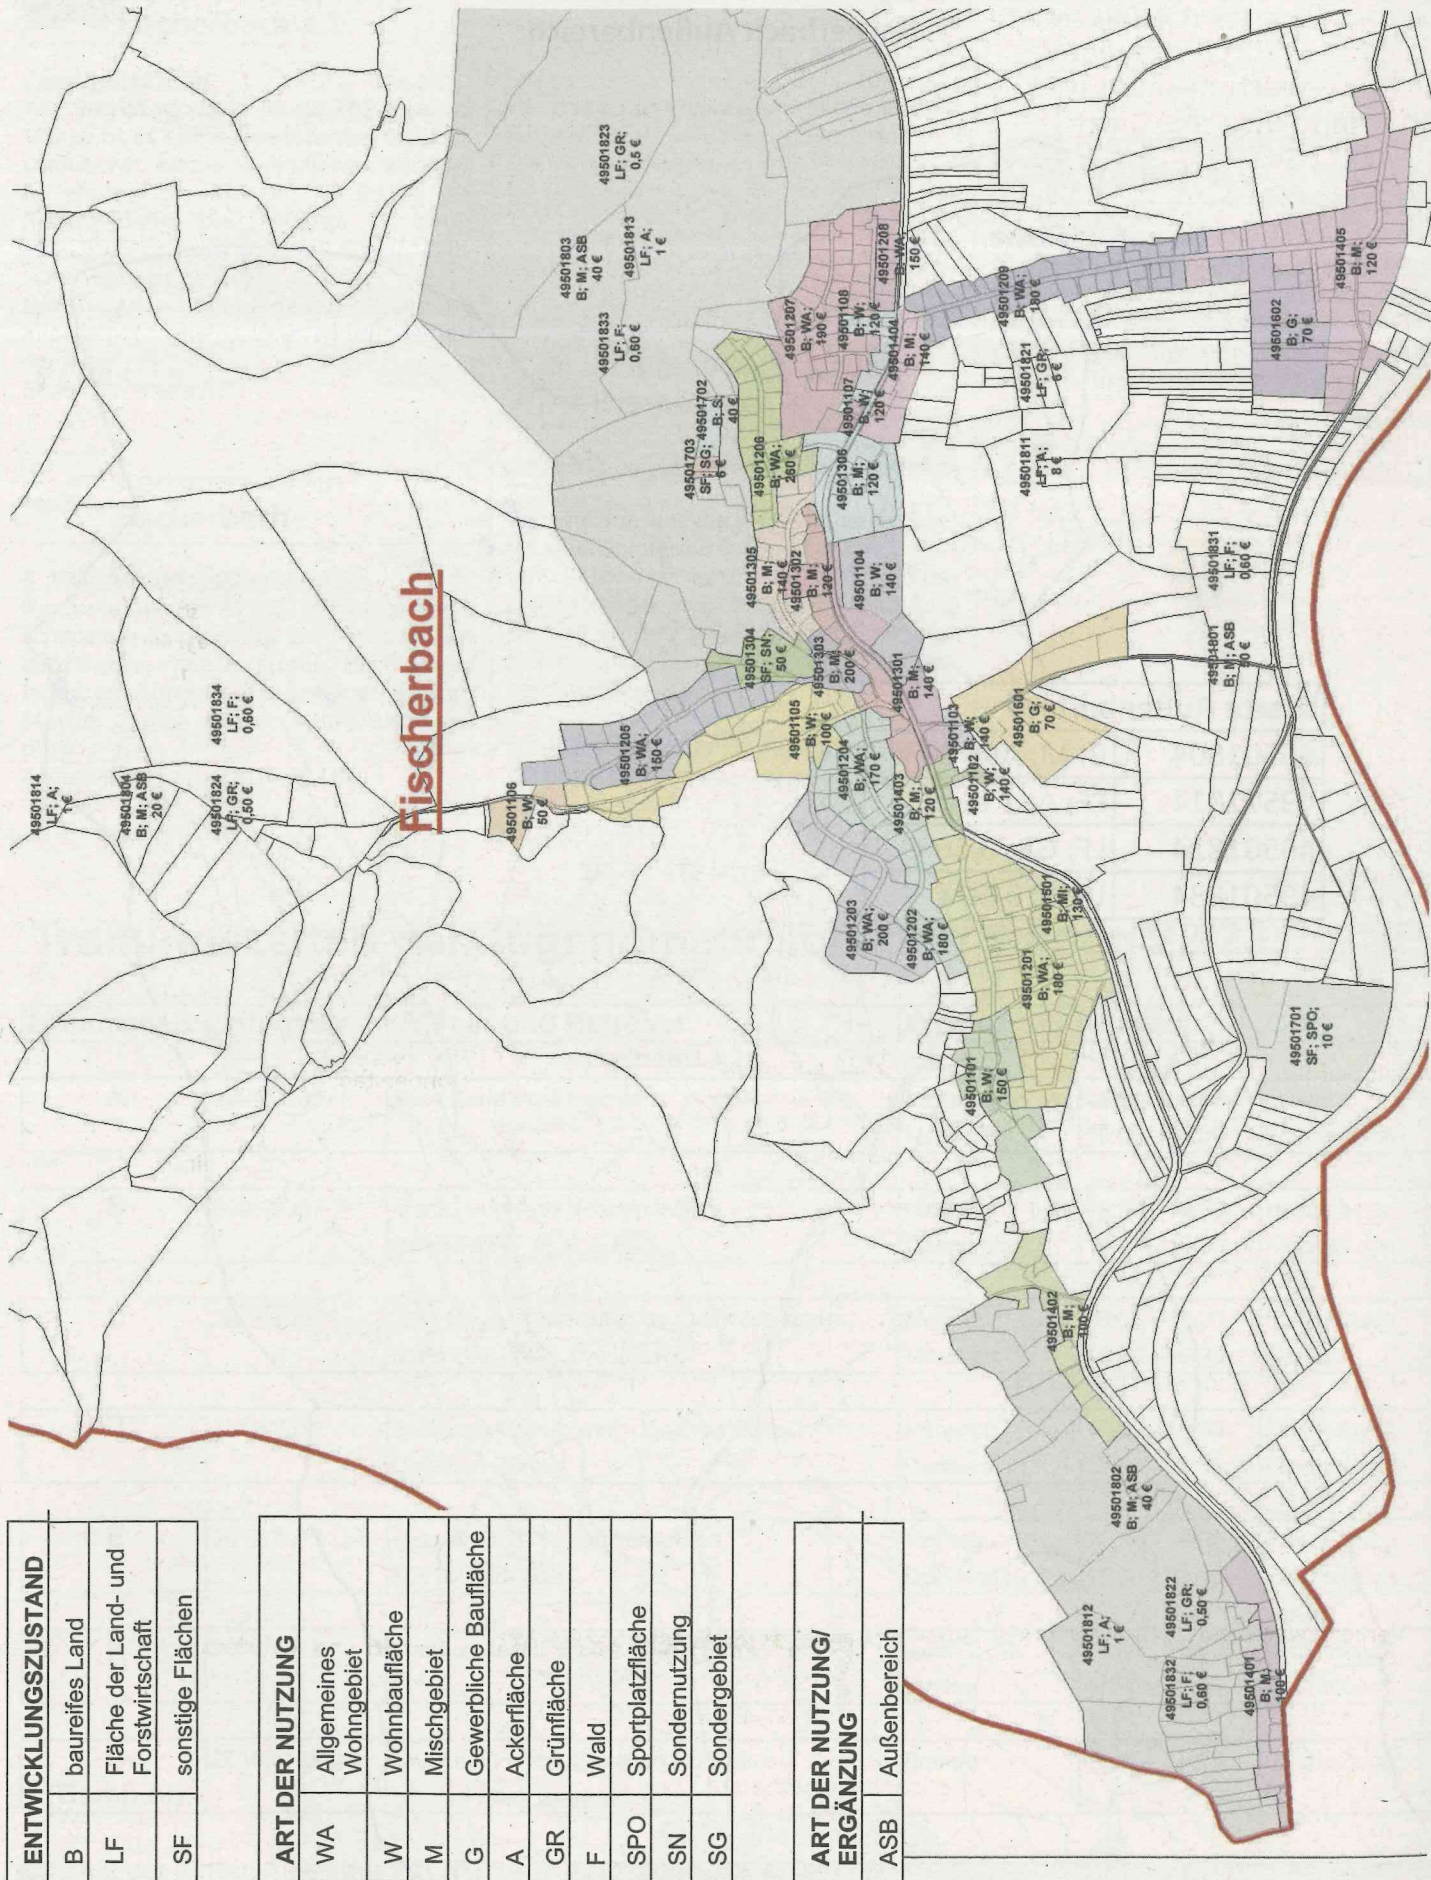 ENTWICKLUNGSZUSTAND
B baureifes Land
LF Fläche der Land- und
Forstwirtschaft
SF sonstige Flächen
ART DER NUTZUNG
WA Allgemeines
Wohngebiet
W Wohnbaufläche
M Mischgebiet
G Gewerbliche Baufläche
A Ackerfläche
GR Grünfläche
F Wald
SPO Sportplatzfläche
SN Sondernutzung
SG Sondergebiet
ART DER NUTZUNG/
ERGÄNZUNG
ASB Außenbereich
Fischerbach
49501814
LF; A;
1 €
49501804
B; M; ASB
20 €
49501834
LF; F;
0,60 €
49501824
LF; GR;
0,50 €
49501106
B; W;
50 €
49501205
B; WA;
150 €
49501803
B; M; ASB
40 €
49501823
LF; GR;
0,5 €
49501833
LF; F;
0,60 €
49501813
LF; A;
1 €
49501703
SF; SG;
6 €
49501702
B; S;
40 €
49501206
B; WA;
260 €
49501207
B; WA;
190 €
49501108
B; W;
120 €
49501208
B; WA;
150 €
49501107
B; W;
120 €
49501404
B; M;
140 €
49501306
B; M;
120 €
49501305
B; M;
140 €
49501302
B; M;
120 €
49501304
SF; SN;
50 €
49501303
B; M;
200 €
49501104
B; W;
140 €
49501105
B; W;
100 €
49501204
B; WA;
170 €
49501301
B; M;
140 €
49501403
B; M;
120 €
49501103
B; W;
140 €
49501102
B; W;
140 €
49501203
B; WA;
200 €
49501202
B; WA;
180 €
49501601
B; G;
70 €
49501209
B; WA;
180 €
49501821
LF; GR;
6 €
49501811
LF; A;
8 €
49501602
B; G;
70 €
49501405
B; M;
120 €
49501831
LF; F;
0,60 €
49501801
B; M; ASB
50 €
49501501
B; MI;
130 €
49501201
B; WA;
180 €
49501101
B; W;
150 €
49501701
SF; SPO;
10 €
49501402
B; M;
100 €
49501802
B; M; ASB
40 €
49501812
LF; A;
1 €
49501822
LF; GR;
0,50 €
49501832
LF; F;
0,60 €
49501401
B; M;
100 €